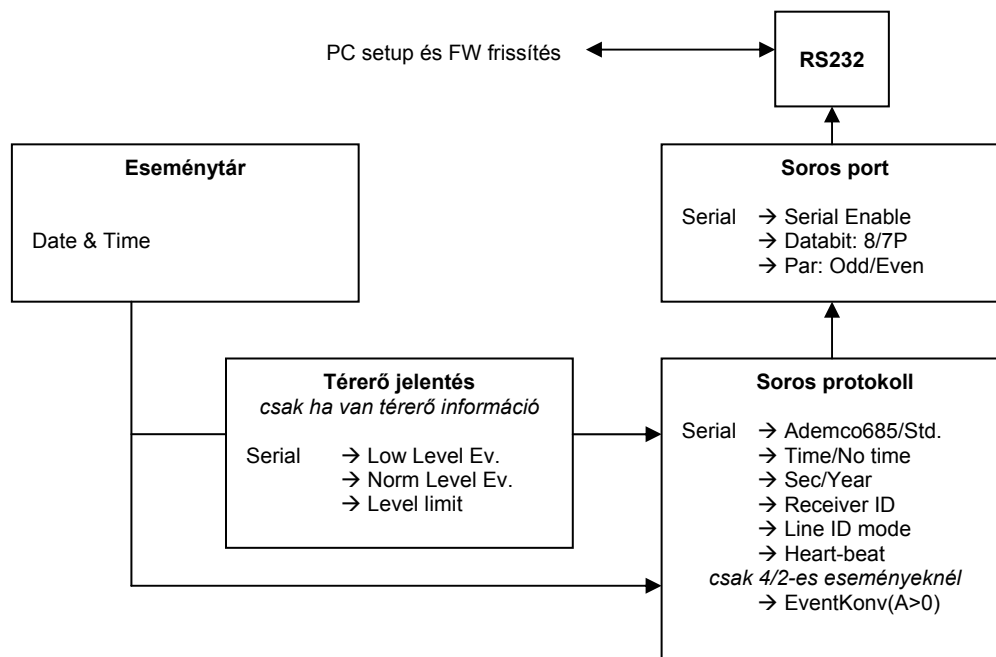 PC setup és FW frissítés
RS232
Eseménytár
Date & Time
Soros port
Serial → Serial Enable
→ Databit: 8/7P
→ Par: Odd/Even
Térerő jelentés
csak ha van térerő információ
Serial → Low Level Ev.
→ Norm Level Ev.
→ Level limit
Soros protokoll
Serial → Ademco685/Std.
→ Time/No time
→ Sec/Year
→ Receiver ID
→ Line ID mode
→ Heart-beat
csak 4/2-es eseményeknél
→ EventKonv(A>0)